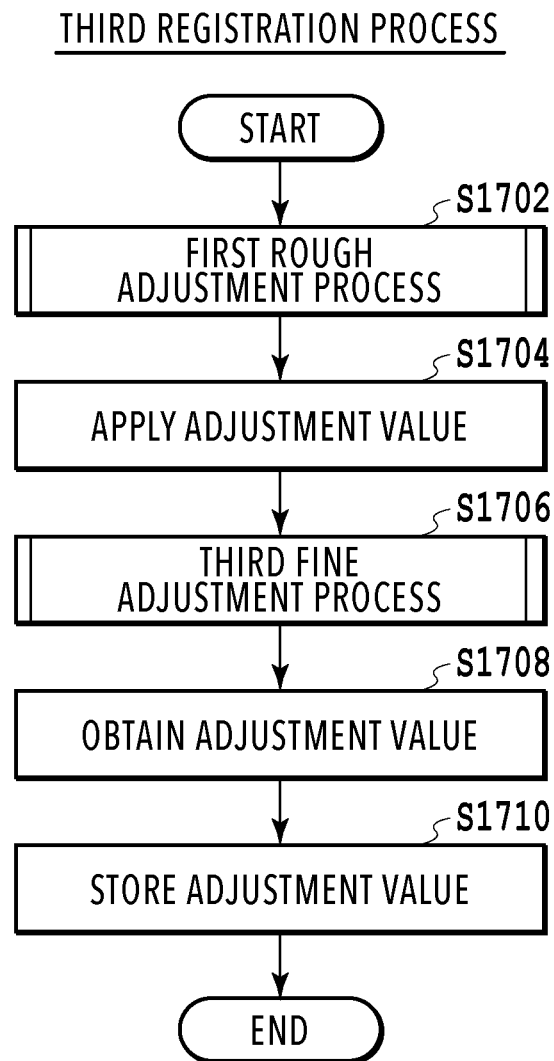 THIRD REGISTRATION PROCESS
START
S1702
FIRST ROUGH
ADJUSTMENT PROCESS
S1704
APPLY ADJUSTMENT VALUE
S1706
THIRD FINE
ADJUSTMENT PROCESS
S1708
OBTAIN ADJUSTMENT VALUE
S1710
STORE ADJUSTMENT VALUE
END